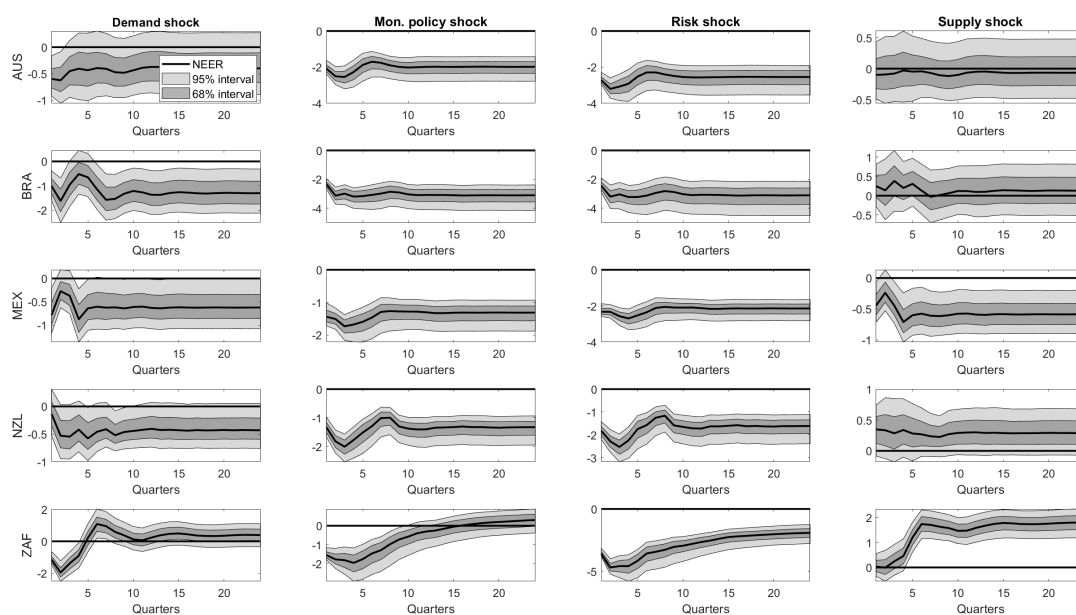 Demand shock Mon. policy shock Risk shock Supply shock
AUS
0
-0.5
-1
NEER
95% interval
68% interval
5 10 15 20
Quarters
0
-2
-4
5 10 15 20
Quarters
0
-2
-4
5 10 15 20
Quarters
0.5
0
-0.5
5 10 15 20
Quarters
BRA
0
-1
-2
5 10 15 20
Quarters
0
-2
-4
5 10 15 20
Quarters
0
-2
-4
5 10 15 20
Quarters
1
0.5
0
-0.5
5 10 15 20
Quarters
MEX
0
-0.5
-1
5 10 15 20
Quarters
0
-1
-2
5 10 15 20
Quarters
0
-2
-4
5 10 15 20
Quarters
0
-0.5
-1
5 10 15 20
Quarters
NZL
0
-0.5
-1
5 10 15 20
Quarters
0
-1
-2
5 10 15 20
Quarters
0
-1
-2
-3
5 10 15 20
Quarters
1
0.5
0
5 10 15 20
Quarters
ZAF
2
0
-2
5 10 15 20
Quarters
0
-1
-2
5 10 15 20
Quarters
0
-5
5 10 15 20
Quarters
2
1
0
5 10 15 20
Quarters